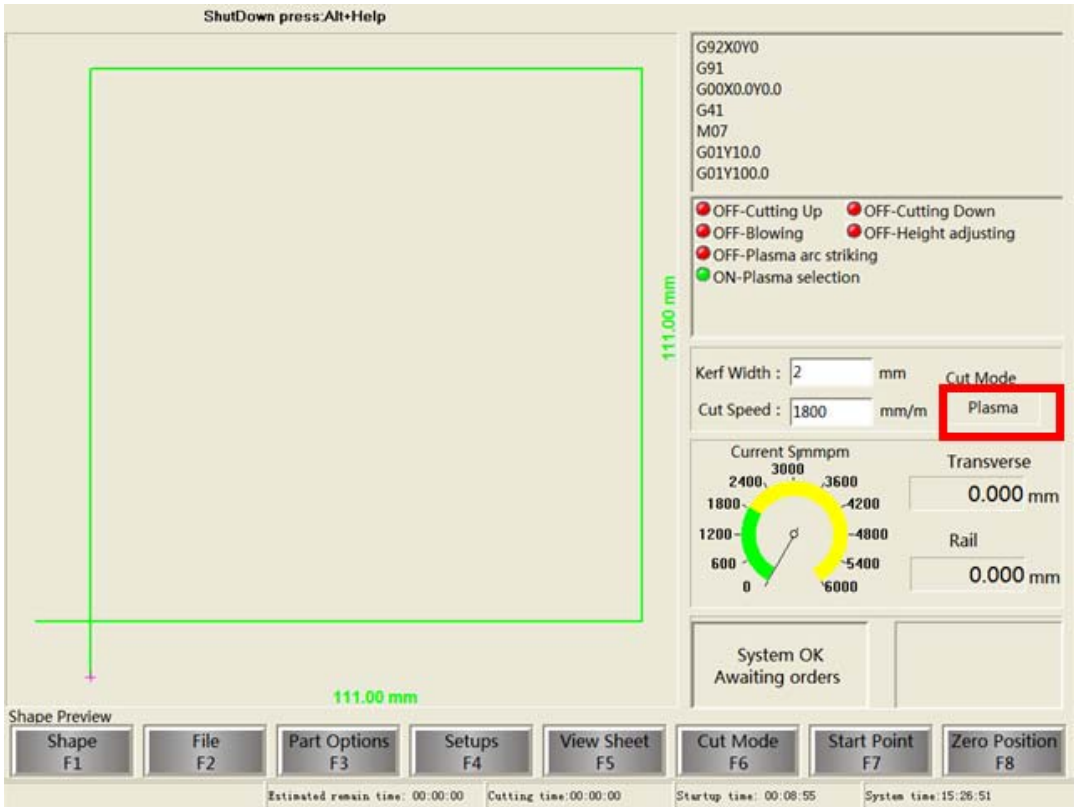 ShutDown press:Alt+Help
G92X0Y0
G91
G00X0.0Y0.0
G41
M07
G01Y10.0
G01Y100.0
OFF-Cutting Up OFF-Cutting Down
OFF-Blowing OFF-Height adjusting
OFF-Plasma arc striking
ON-Plasma selection
111.00 mm
Kerf Width : 2 mm Cut Mode
Cut Speed : 1800 mm/m Plasma
Current Spmmpm
0 600 1200 1800 2400 3000 3600 4200 4800 5400 6000
Transverse
0.000 mm
Rail
0.000 mm
System OK
Awaiting orders
111.00 mm
Shape Preview
Shape File Part Options Setups View Sheet Cut Mode Start Point Zero Position
F1 F2 F3 F4 F5 F6 F7 F8
Estimated remain time: 00:00:00 Cutting time:00:00:00 Startup time: 00:08:55 System time:15:26:51